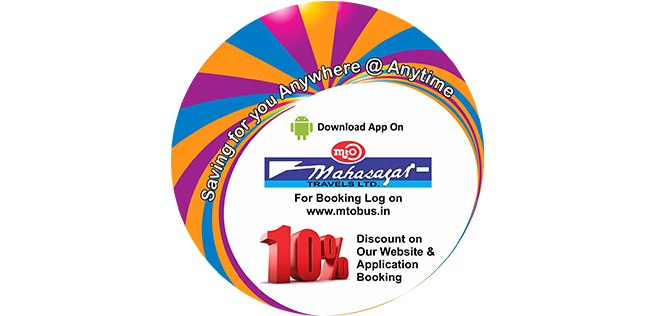 Saving for you Anywhere @ Anytime
Download App On
mto
Mahasagar
TRAVELS LTD.
For Booking Log on
www.mtobus.in
10%
Discount on
Our Website &
Application
Booking